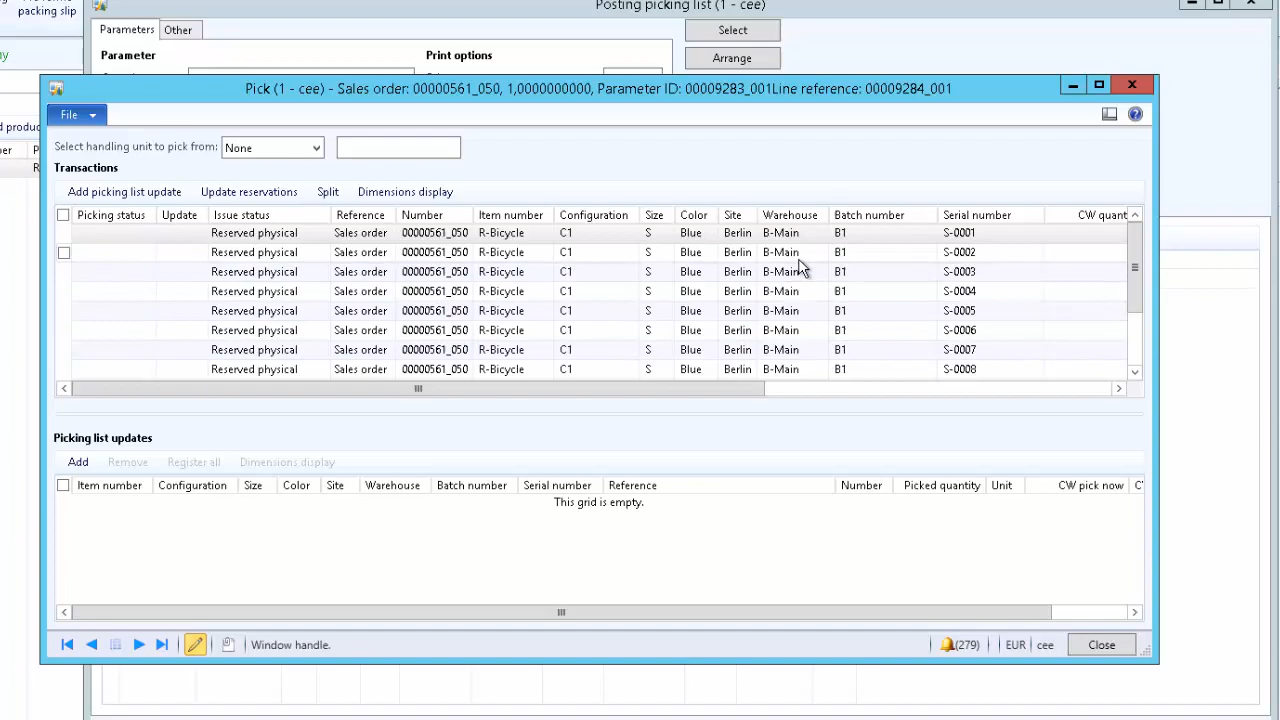 packing slip
Posting picking list (1 - cee)
Parameters Other
Select
Parameter Print options
Arrange
Pick (1 - cee) - Sales order: 00000561_050, 1,0000000000, Parameter ID: 00009283_001Line reference: 00009284_001
File
Select handling unit to pick from: None
Transactions
Add picking list update Update reservations Split Dimensions display
Picking status Update Issue status Reference Number Item number Configuration Size Color Site Warehouse Batch number Serial number CW quant
Reserved physical Sales order 00000561_050 R-Bicycle C1 S Blue Berlin B-Main B1 S-0001
Reserved physical Sales order 00000561_050 R-Bicycle C1 S Blue Berlin B-Main B1 S-0002
Reserved physical Sales order 00000561_050 R-Bicycle C1 S Blue Berlin B-Main B1 S-0003
Reserved physical Sales order 00000561_050 R-Bicycle C1 S Blue Berlin B-Main B1 S-0004
Reserved physical Sales order 00000561_050 R-Bicycle C1 S Blue Berlin B-Main B1 S-0005
Reserved physical Sales order 00000561_050 R-Bicycle C1 S Blue Berlin B-Main B1 S-0006
Reserved physical Sales order 00000561_050 R-Bicycle C1 S Blue Berlin B-Main B1 S-0007
Reserved physical Sales order 00000561_050 R-Bicycle C1 S Blue Berlin B-Main B1 S-0008
Picking list updates
Add Remove Register all Dimensions display
Item number Configuration Size Color Site Warehouse Batch number Serial number Reference Number Picked quantity Unit CW pick now
This grid is empty.
Window handle.
(279) EUR cee Close